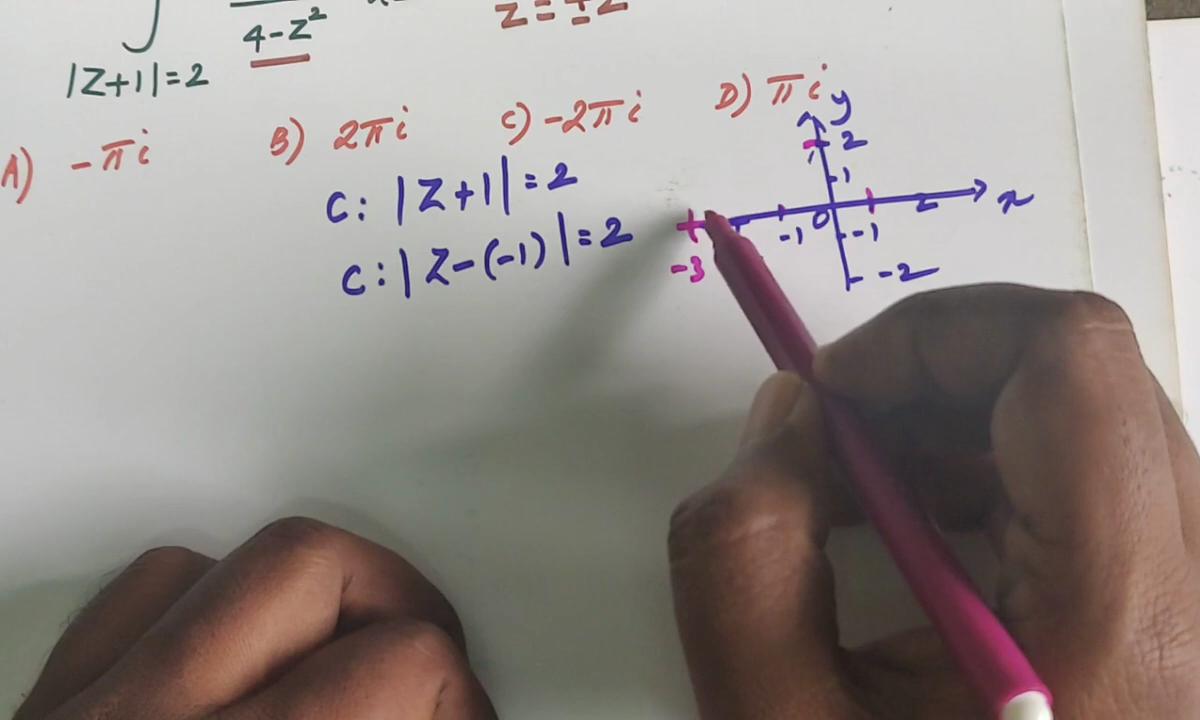 ∫ 4-z²
z=±2
|z+1|=2
A) -πi B) 2πi C) -2πi D) πi
C: |z+1|=2
C: |z-(-1)|=2
y
2
1
-3 -1 0 2 x
-1
-2